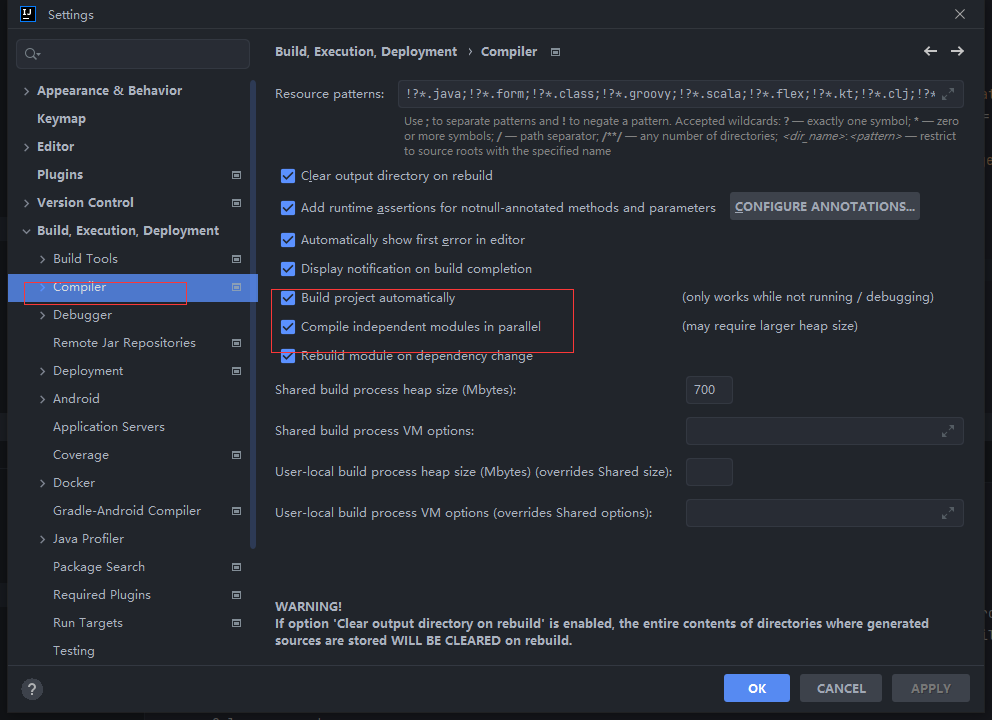 Settings
Build, Execution, Deployment › Compiler
Appearance & Behavior
Keymap
Editor
Plugins
Version Control
Build, Execution, Deployment
Build Tools
Compiler
Debugger
Remote Jar Repositories
Deployment
Android
Application Servers
Coverage
Docker
Gradle-Android Compiler
Java Profiler
Package Search
Required Plugins
Run Targets
Testing
Resource patterns:
!?*.java;!?*.form;!?*.class;!?*.groovy;!?*.scala;!?*.flex;!?*.kt;!?*.clj;!?*
Use ; to separate patterns and ! to negate a pattern. Accepted wildcards: ? — exactly one symbol; * — zero
or more symbols; / — path separator; /**/ — any number of directories; <dir_name>:<pattern> — restrict
to source roots with the specified name
Clear output directory on rebuild
Add runtime assertions for notnull-annotated methods and parameters
CONFIGURE ANNOTATIONS...
Automatically show first error in editor
Display notification on build completion
Build project automatically
(only works while not running / debugging)
Compile independent modules in parallel
(may require larger heap size)
Rebuild module on dependency change
Shared build process heap size (Mbytes):
700
Shared build process VM options:
User-local build process heap size (Mbytes) (overrides Shared size):
User-local build process VM options (overrides Shared options):
WARNING!
If option 'Clear output directory on rebuild' is enabled, the entire contents of directories where generated
sources are stored WILL BE CLEARED on rebuild.
?
OK
CANCEL
APPLY